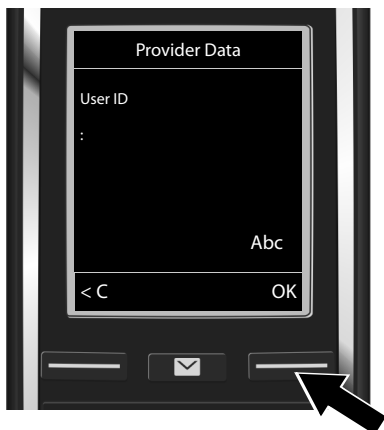 Provider Data
User ID
:
Abc
< C OK